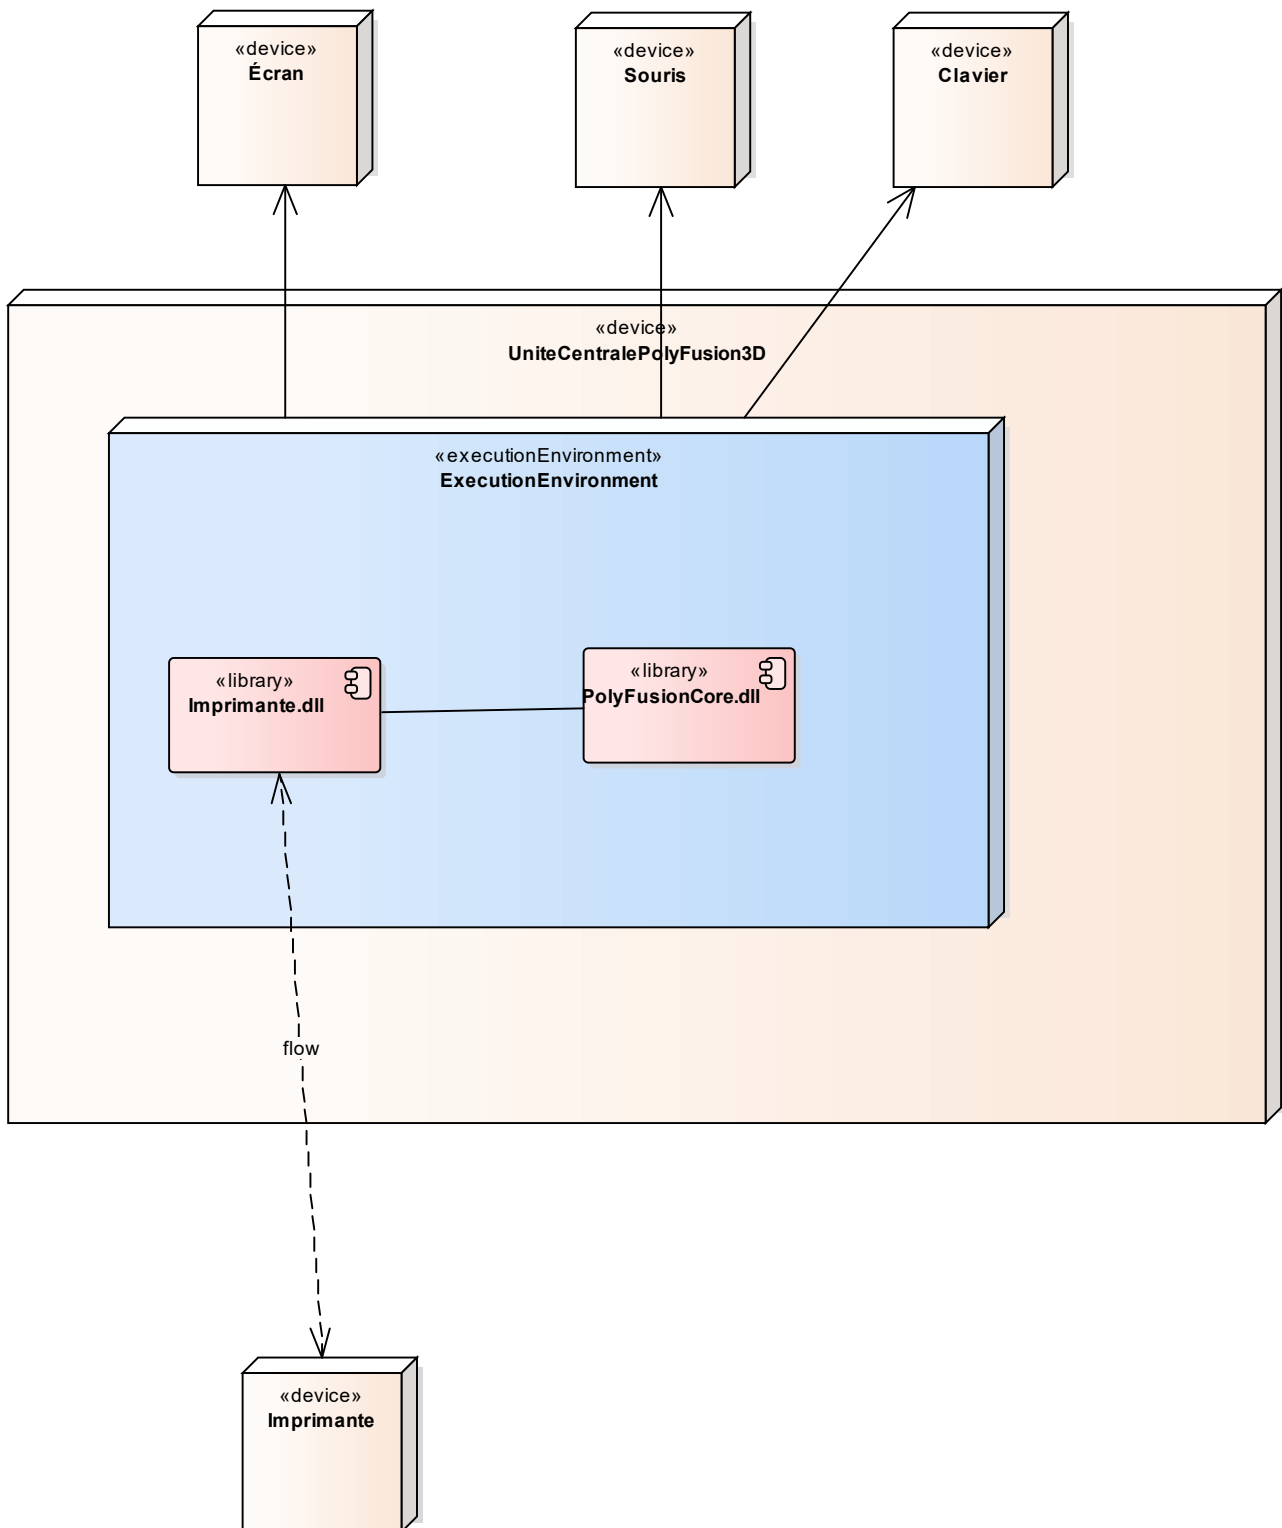 «device»
Écran
«device»
Souris
«device»
Clavier
«device»
UniteCentralePolyFusion3D
«executionEnvironment»
ExecutionEnvironment
«library»
Imprimante.dll
«library»
PolyFusionCore.dll
flow
«device»
Imprimante